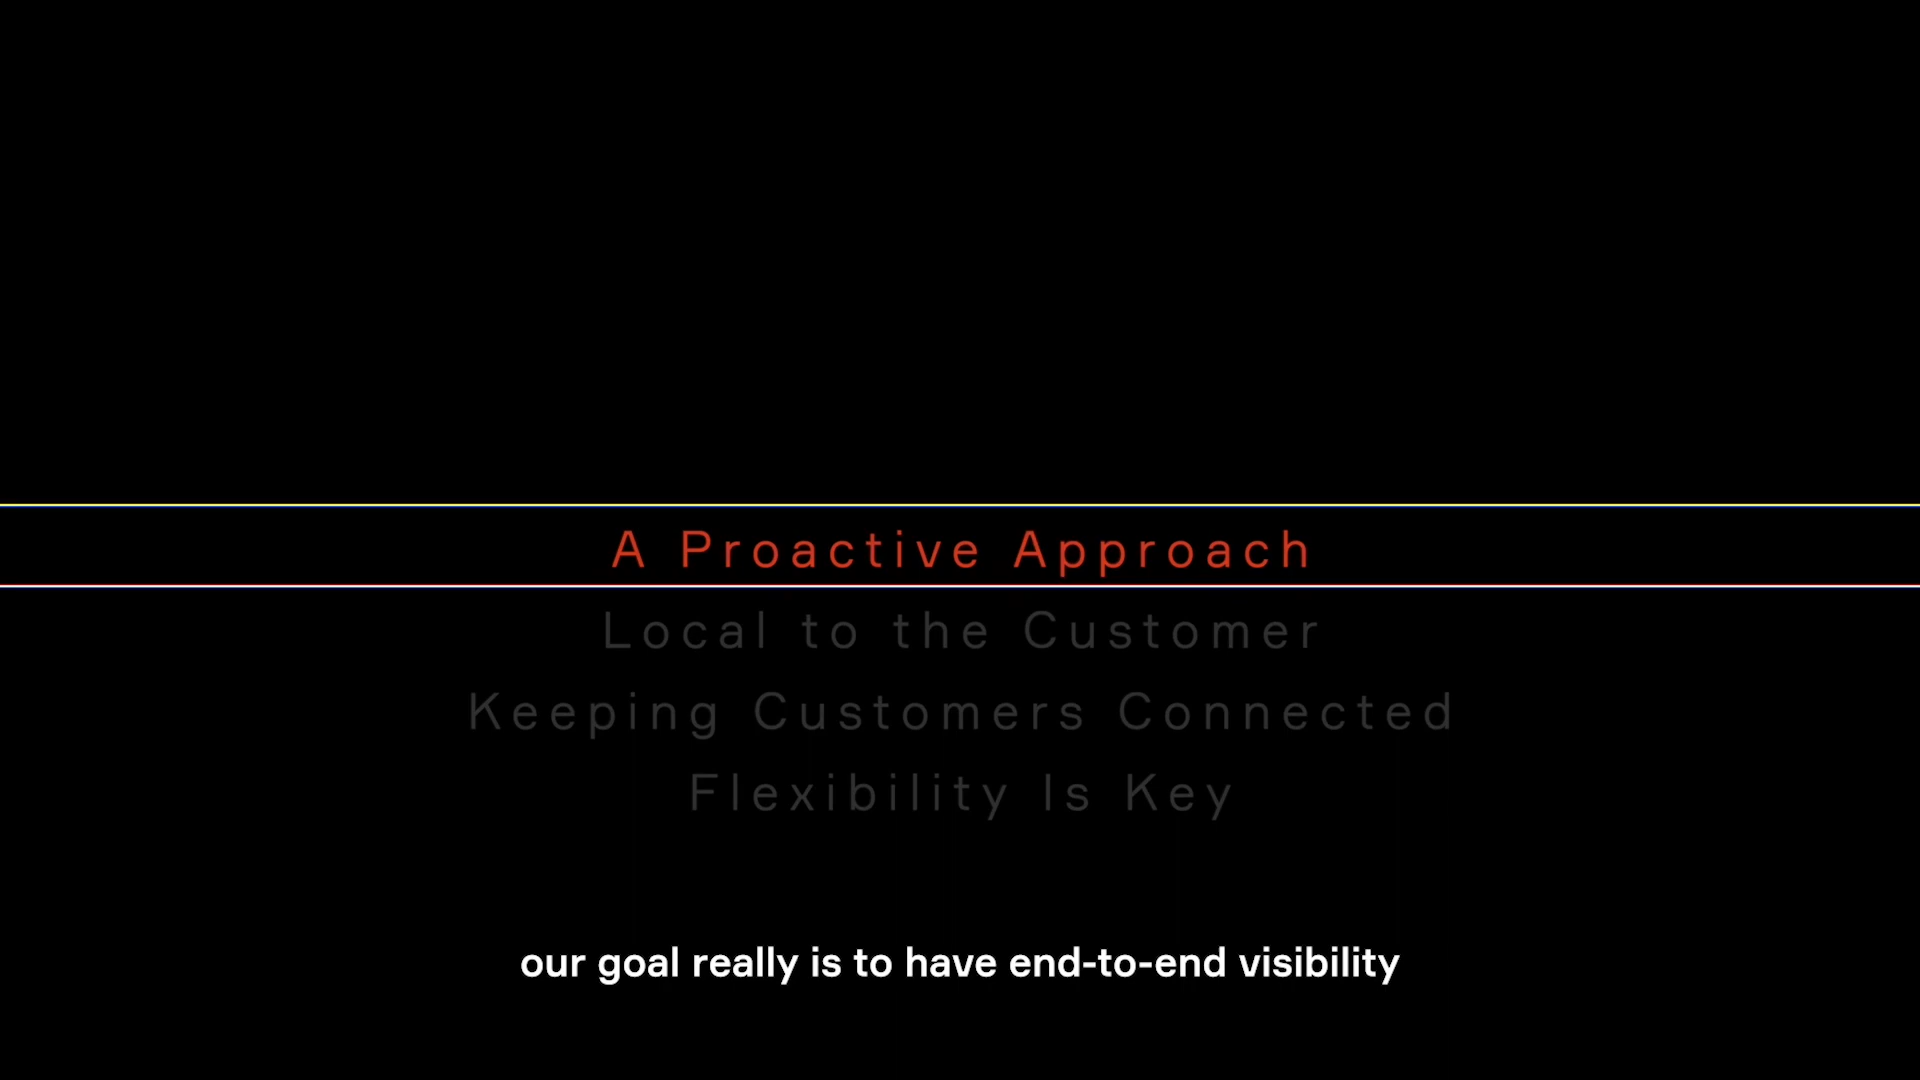 A Proactive Approach
Local to the Customer
Keeping Customers Connected
Flexibility Is Key
our goal really is to have end-to-end visibility